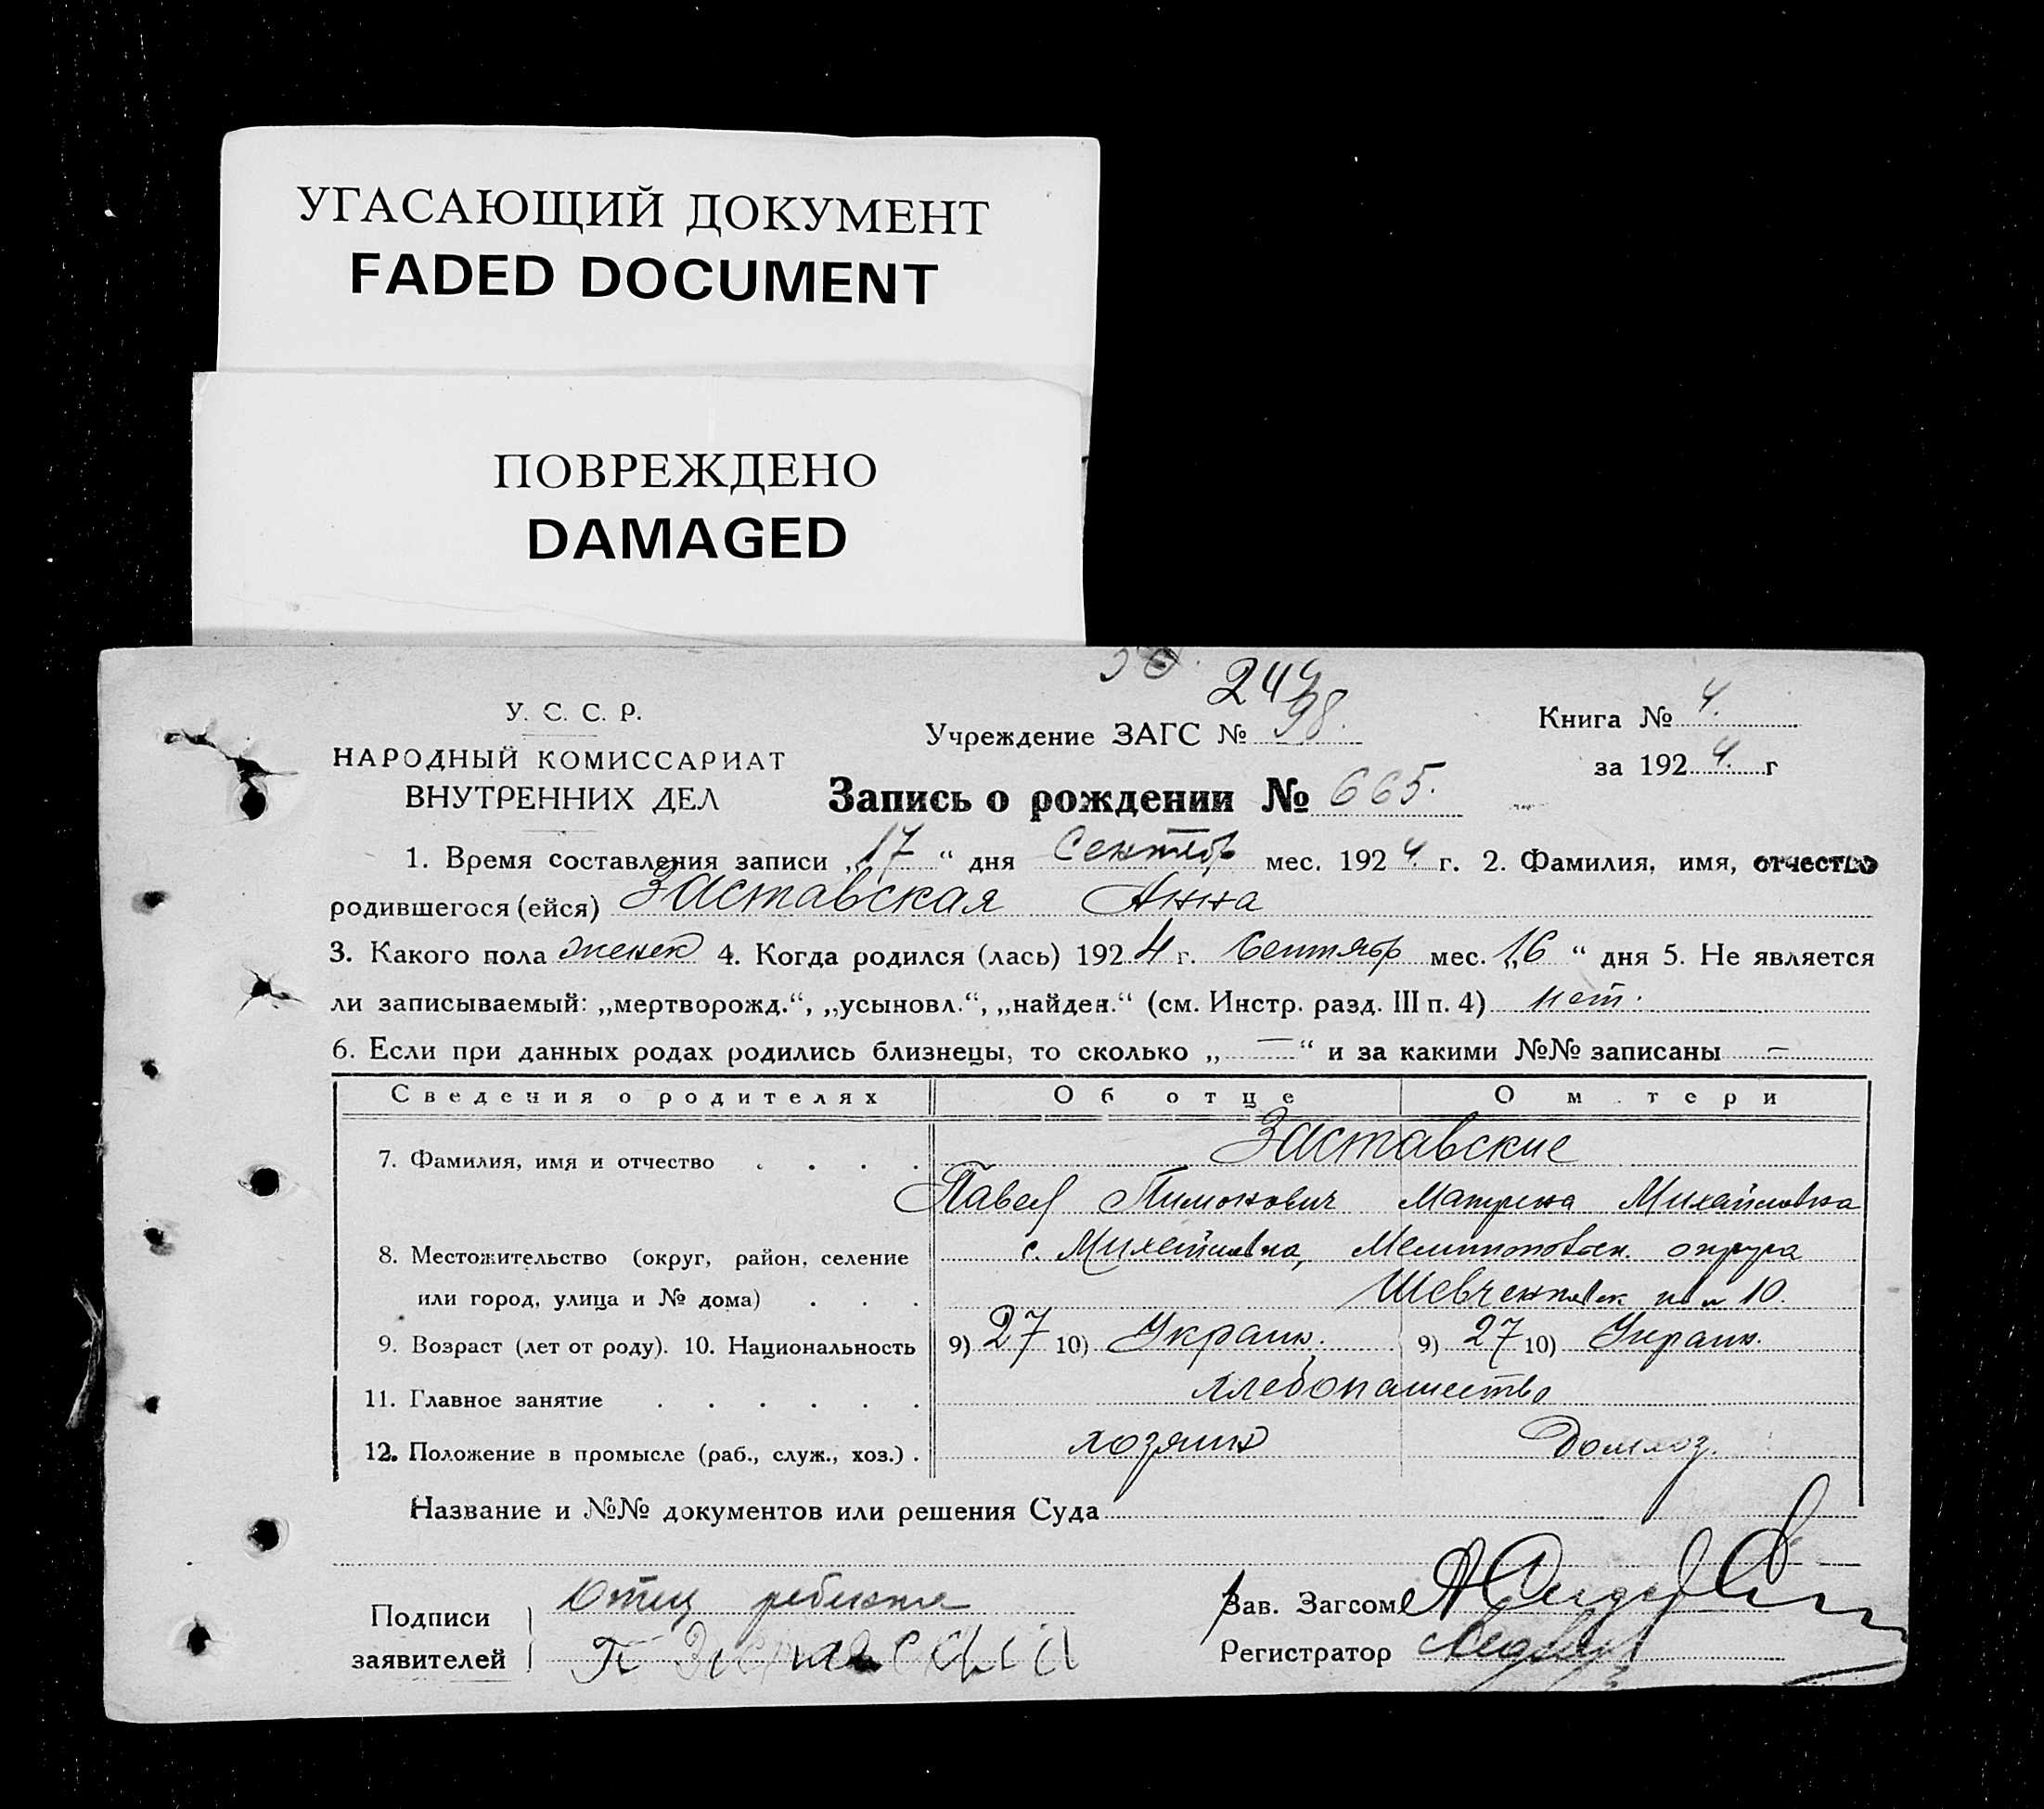 УГАСАЮЩИЙ ДОКУМЕНТ
FADED DOCUMENT
ПОВРЕЖДЕНО
DAMAGED
244
У. С. С. Р.
НАРОДНЫЙ КОМИССАРИАТ
ВНУТРЕННИХ ДЕЛ
Учреждение ЗАГС № 98.
Книга № 4.
за 1924. г
Запись о рождении № 665.
1. Время составления записи „17“ дня Сентябр мес. 1924. г. 2. Фамилия, имя, отчество
родившегося (ейся) Заставская Анна
3. Какого пола женск 4. Когда родился (лась) 1924 г. Сентябр мес. „16“ дня 5. Не является
ли записываемый: „мертворожд.“, „усыновл.“, „найден.“ (см. Инстр. разд. III п. 4) нет.
6. Если при данных родах родились близнецы, то сколько „—“ и за какими №№ записаны —
Сведения о родителях Об отце О м тери
7. Фамилия, имя и отчество . . . . Заставские
Павел Тимонович Матрена Михайловна
8. Местожительство (округ, район, селение с. Михайловка, Мелитопольск. округа
или город, улица и № дома) . . . 10.
9. Возраст (лет от роду). 10. Национальность 9) 27 10) Украин. 9) 27 10) Украин.
11. Главное занятие . . . . . . хлебопашество
12. Положение в промысле (раб., служ., хоз.) . хозяин Домхоз.
Название и №№ документов или решения Суда
Подписи
заявителей
Отец ребенка
П Заставский
Зав. Загсом
Регистратор